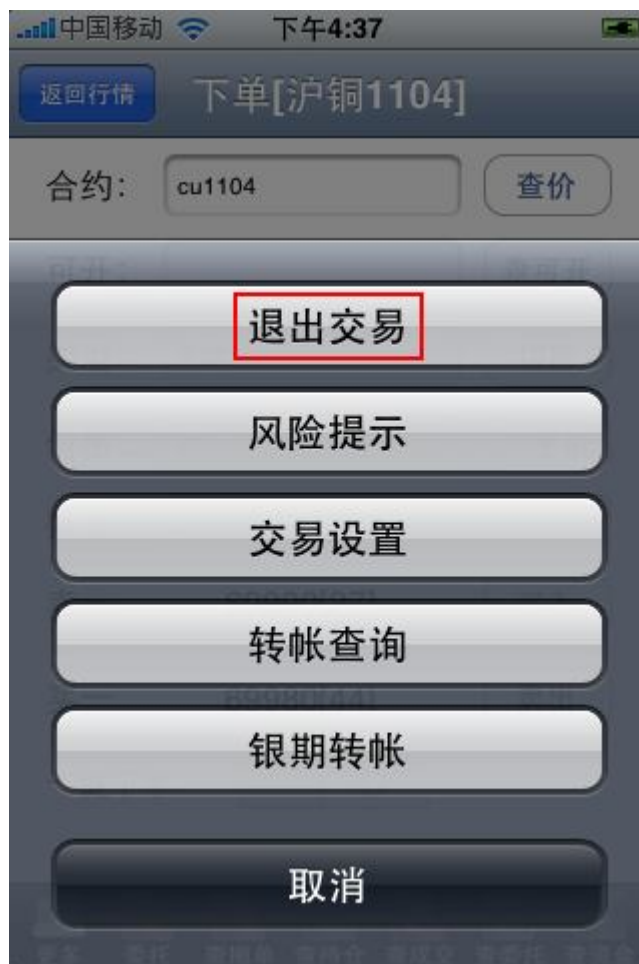 中国移动 下午4:37
返回行情 下单[沪铜1104]
合约: cu1104 查价
退出交易
风险提示
交易设置
转帐查询
69980[44]
银期转帐
取消